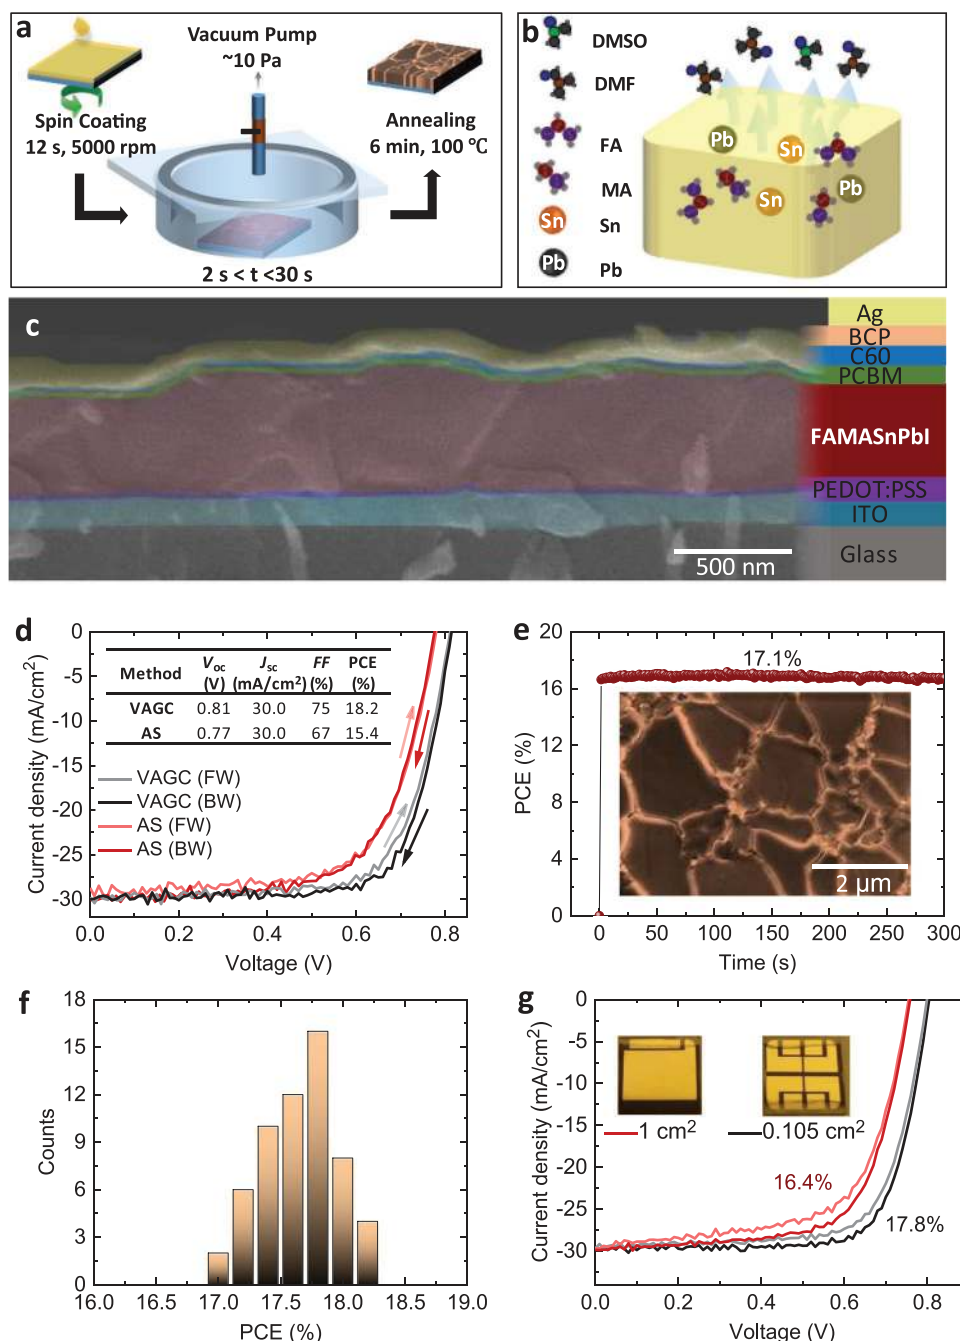 a
Vacuum Pump
~10 Pa
Spin Coating
12 s, 5000 rpm
Annealing
6 min, 100 ℃
2 s < t <30 s
b
DMSO
DMF
FA
MA
Sn
Sn
Pb
Pb
Pb
Sn
Pb
Sn
c
Ag
BCP
C60
PCBM
FAMASnPbI
PEDOT:PSS
ITO
Glass
500 nm
d
Current density (mA/cm²)
0
-5
-10
-15
-20
-25
-30
Method Voc (V) Jsc (mA/cm²) FF (%) PCE (%)
VAGC 0.81 30.0 75 18.2
AS 0.77 30.0 67 15.4
VAGC (FW)
VAGC (BW)
AS (FW)
AS (BW)
0.0 0.2 0.4 0.6 0.8
Voltage (V)
e
PCE (%)
20
16
12
8
4
0
17.1%
2 µm
0 50 100 150 200 250 300
Time (s)
f
Counts
18
15
12
9
6
3
0
16.0 16.5 17.0 17.5 18.0 18.5 19.0
PCE (%)
g
Current density (mA/cm²)
0
-5
-10
-15
-20
-25
-30
1 cm²
0.105 cm²
16.4%
17.8%
0.0 0.2 0.4 0.6 0.8
Voltage (V)